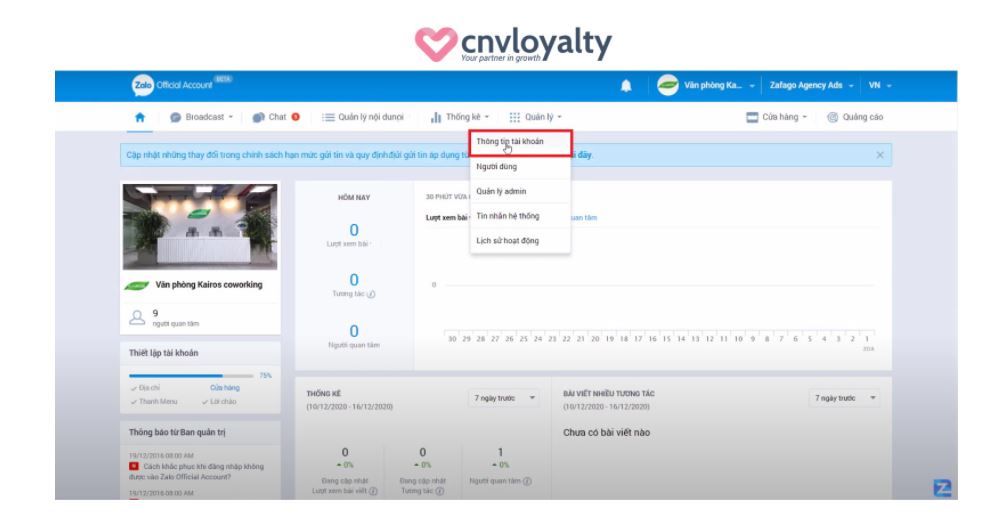 cnvloyalty
Your partner in growth
Zalo Official Account BETA
Văn phòng Ka... Zafago Agency Ads VN
Broadcast Chat Quản lý nội dung Thống kê Quản lý Cửa hàng Quảng cáo
Thông tin tài khoản
Người dùng
Quản lý admin
Tin nhắn hệ thống
Lịch sử hoạt động
Cập nhật những thay đổi trong chính sách hạn mức gửi tin và quy định gửi tin áp dụng từ i đây.
HÔM NAY
0
Lượt xem bài
0
Tương tác
0
Người quan tâm
30 PHÚT VỪA
Lượt xem bài quan tâm
0
30 29 28 27 26 25 24 23 22 21 20 19 18 17 16 15 14 13 12 11 10 9 8 7 6 5 4 3 2 1
Văn phòng Kairos coworking
9
người quan tâm
Thiết lập tài khoản
75%
Địa chỉ Cửa hàng
Thanh Menu Lời chào
Thông báo từ Ban quản trị
19/12/2016 08:00 AM
Cách khắc phục khi đăng nhập không
được vào Zalo Official Account?
19/12/2016 08:00 AM
THỐNG KÊ
(10/12/2020 - 16/12/2020)
7 ngày trước
0
0%
Đang cập nhật
Lượt xem bài viết
0
0%
Đang cập nhật
Tương tác
1
0%
Người quan tâm
BÀI VIẾT NHIỀU TƯƠNG TÁC
(10/12/2020 - 16/12/2020)
7 ngày trước
Chưa có bài viết nào